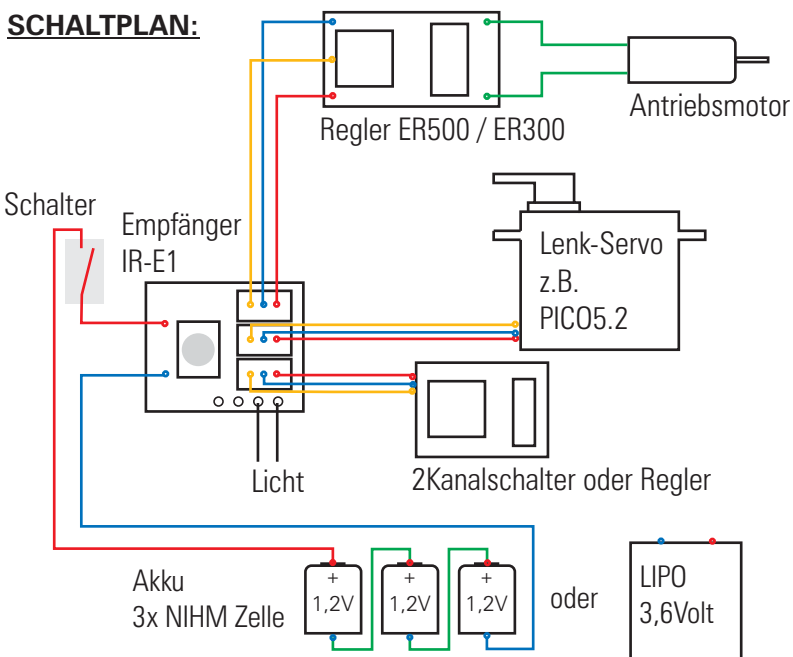 SCHALTPLAN:
Regler ER500 / ER300
Antriebsmotor
Schalter
Empfänger
IR-E1
Lenk-Servo
z.B.
PICO5.2
Licht
2Kanalschalter oder Regler
Akku
3x NIHM Zelle
+
1,2V
+
1,2V
+
1,2V
oder
LIPO
3,6Volt